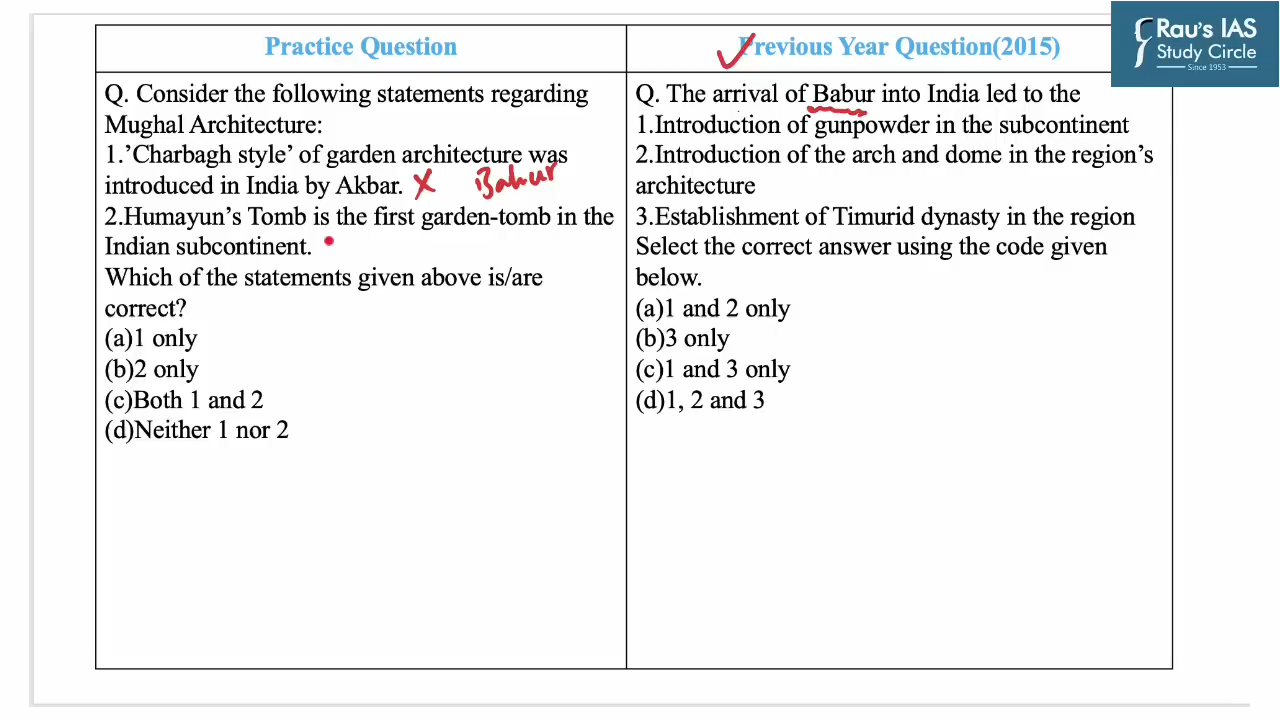 Rau's IAS
Study Circle
Since 1953
Practice Question
Q. Consider the following statements regarding
Mughal Architecture:
1.’Charbagh style’ of garden architecture was
introduced in India by Akbar. X Babur
2.Humayun’s Tomb is the first garden-tomb in the
Indian subcontinent.
Which of the statements given above is/are
correct?
(a)1 only
(b)2 only
(c)Both 1 and 2
(d)Neither 1 nor 2
Previous Year Question(2015)
Q. The arrival of Babur into India led to the
1.Introduction of gunpowder in the subcontinent
2.Introduction of the arch and dome in the region’s
architecture
3.Establishment of Timurid dynasty in the region
Select the correct answer using the code given
below.
(a)1 and 2 only
(b)3 only
(c)1 and 3 only
(d)1, 2 and 3